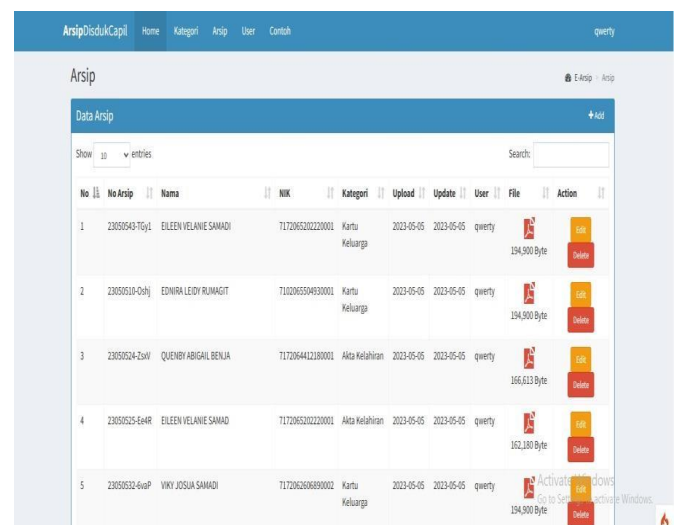 ArsipDisdukCapil Home Kategori Arsip User Contoh qwerty
Arsip E-Arsip > Arsip
Data Arsip +Add
Show 10 entries Search:
No No Arsip Nama NIK Kategori Upload Update User File Action
1 23050543-TGy1 EILEEN VELANIE SAMADI 7172065202220001 Kartu Keluarga 2023-05-05 2023-05-05 qwerty 194,900 Byte Edit Delete
2 23050510-Oshj EDNIRA LEIDY RUMAGIT 7102065504930001 Kartu Keluarga 2023-05-05 2023-05-05 qwerty 194,900 Byte Edit Delete
3 23050524-ZsxV QUENBY ABIGAIL BENJA 7172064412180001 Akta Kelahiran 2023-05-05 2023-05-05 qwerty 166,613 Byte Edit Delete
4 23050525-Ee4R EILEEN VELANIE SAMAD 7172065202220001 Akta Kelahiran 2023-05-05 2023-05-05 qwerty 162,180 Byte Edit Delete
5 23050532-6vaP VIKY JOSUA SAMADI 7172062606890002 Kartu Keluarga 2023-05-05 2023-05-05 qwerty 194,900 Byte Edit Delete
Activate Windows
Go to Settings to activate Windows.